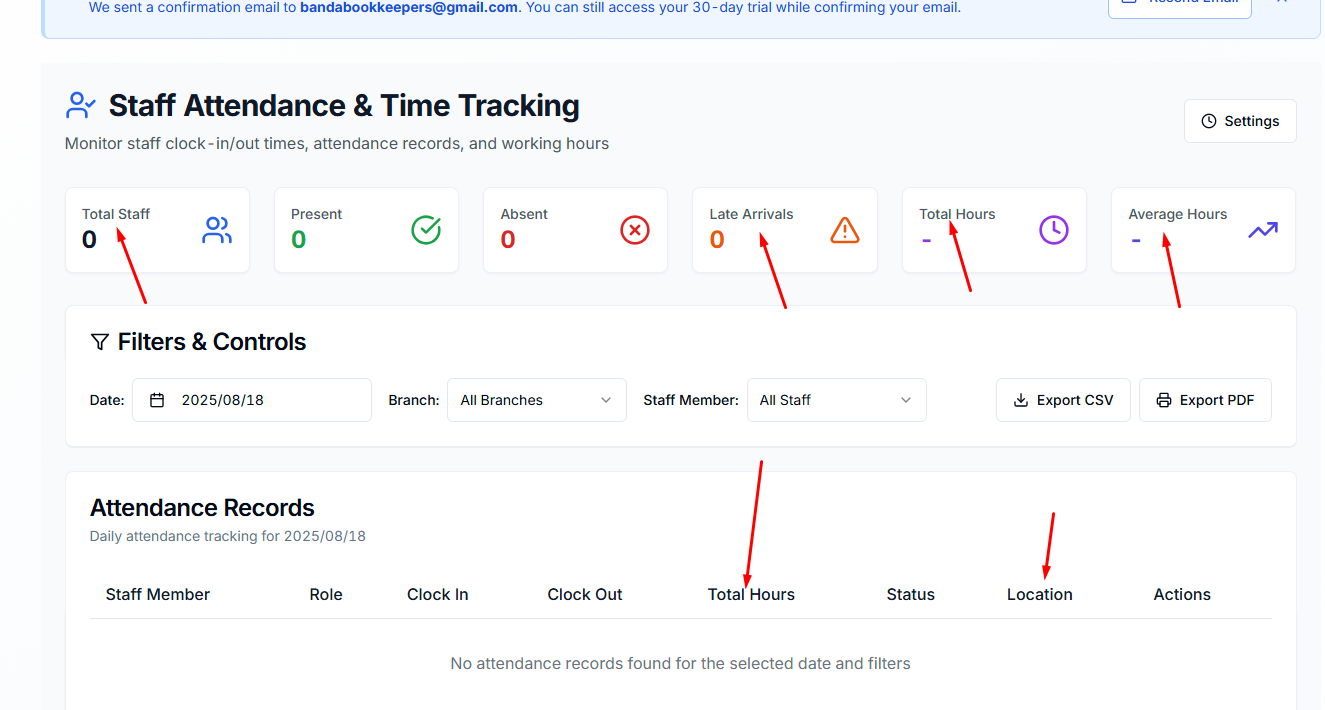 We sent a confirmation email to bandabookkeepers@gmail.com. You can still access your 30-day trial while confirming your email.
Resend Email
Staff Attendance & Time Tracking
Monitor staff clock-in/out times, attendance records, and working hours
Settings
Total Staff
0
Present
0
Absent
0
Late Arrivals
0
Total Hours
-
Average Hours
-
Filters & Controls
Date: 2025/08/18 Branch: All Branches Staff Member: All Staff Export CSV Export PDF
Attendance Records
Daily attendance tracking for 2025/08/18
Staff Member Role Clock In Clock Out Total Hours Status Location Actions
No attendance records found for the selected date and filters